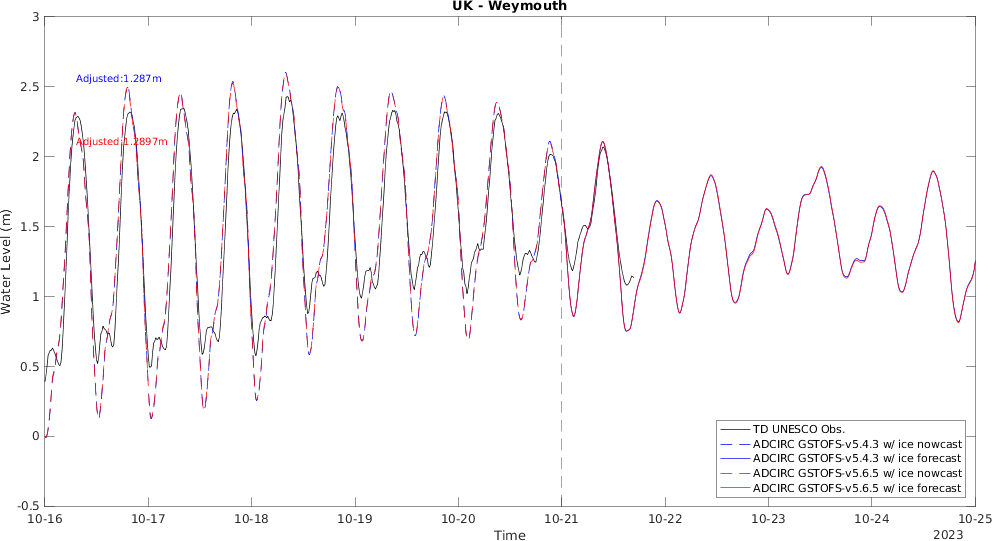 UK - Weymouth
3
2.5
2
1.5
1
0.5
0
-0.5
Water Level (m)
Adjusted:1.287m
Adjusted:1.2897m
TD UNESCO Obs.
ADCIRC GSTOFS-v5.4.3 w/ ice nowcast
ADCIRC GSTOFS-v5.4.3 w/ ice forecast
ADCIRC GSTOFS-v5.6.5 w/ ice nowcast
ADCIRC GSTOFS-v5.6.5 w/ ice forecast
10-16 10-17 10-18 10-19 10-20 10-21 10-22 10-23 10-24 10-25
Time
2023